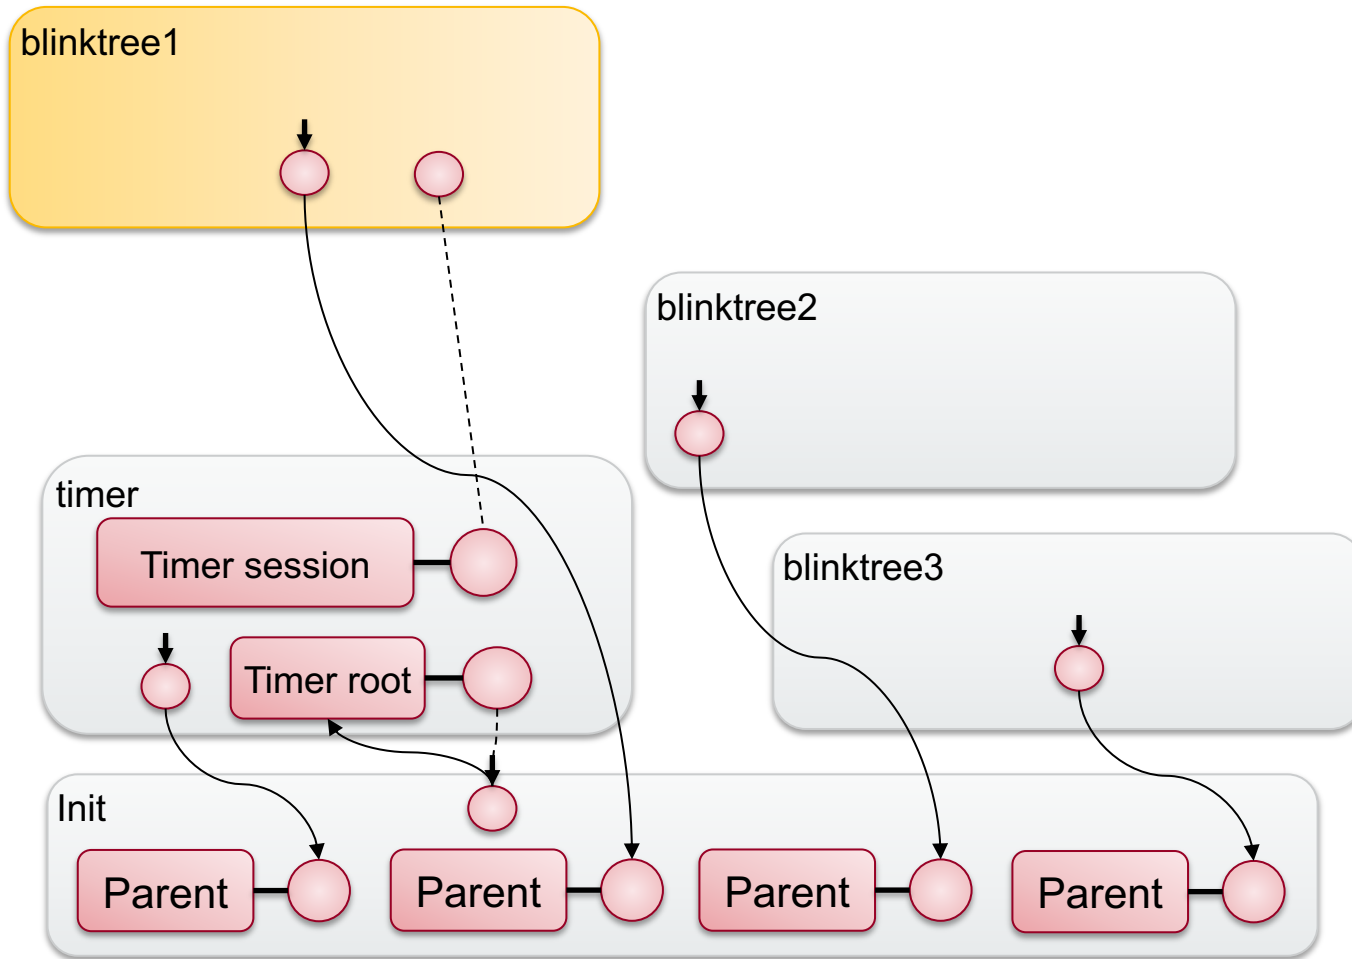 blinktree1
blinktree2
timer
Timer session
blinktree3
Timer root
Init
Parent
Parent
Parent
Parent